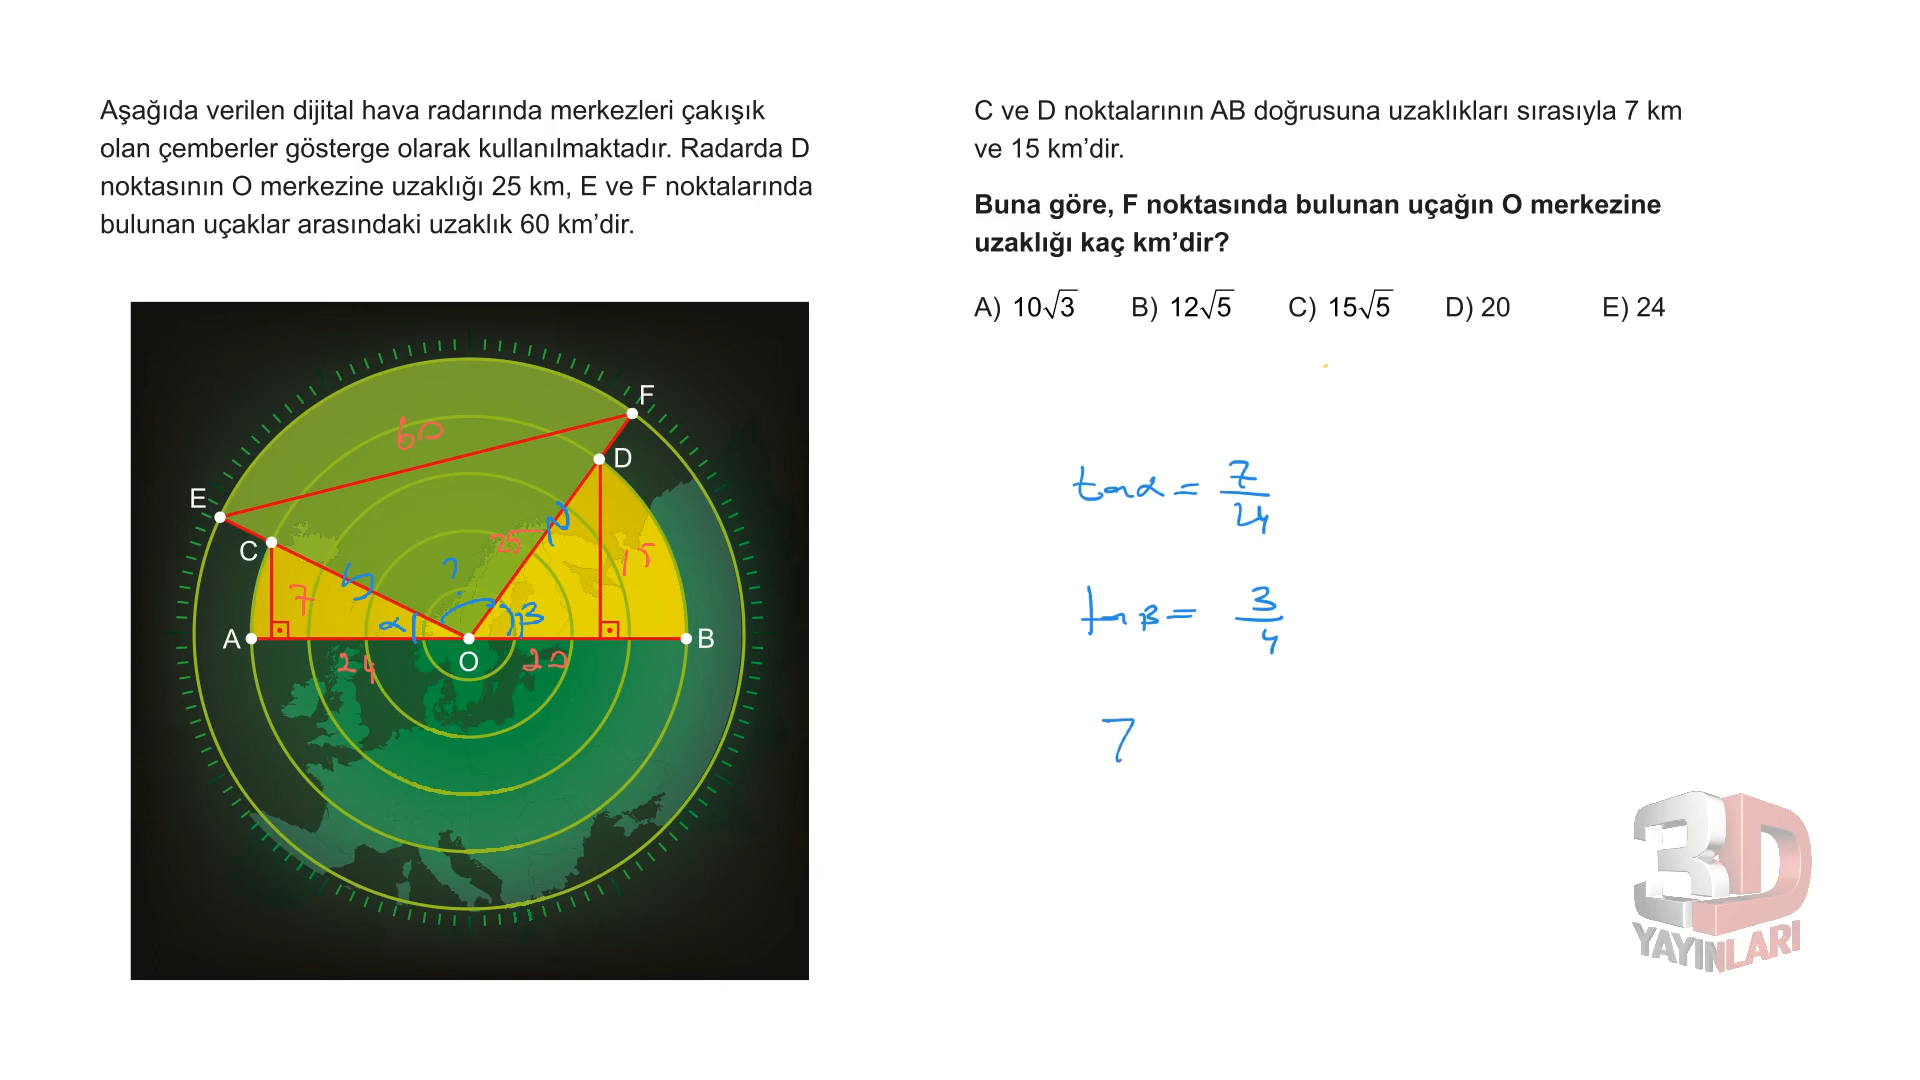 Aşağıda verilen dijital hava radarında merkezleri çakışık
olan çemberler gösterge olarak kullanılmaktadır. Radarda D
noktasının O merkezine uzaklığı 25 km, E ve F noktalarında
bulunan uçaklar arasındaki uzaklık 60 km'dir.
F
60
D
E
C
25
15
?
7
α
β
A
O
B
24
20
C ve D noktalarının AB doğrusuna uzaklıkları sırasıyla 7 km
ve 15 km'dir.
Buna göre, F noktasında bulunan uçağın O merkezine
uzaklığı kaç km'dir?
A) 10√3 B) 12√5 C) 15√5 D) 20 E) 24
tanα = 7/24
tanβ = 3/4
7
3D
YAYINLARI